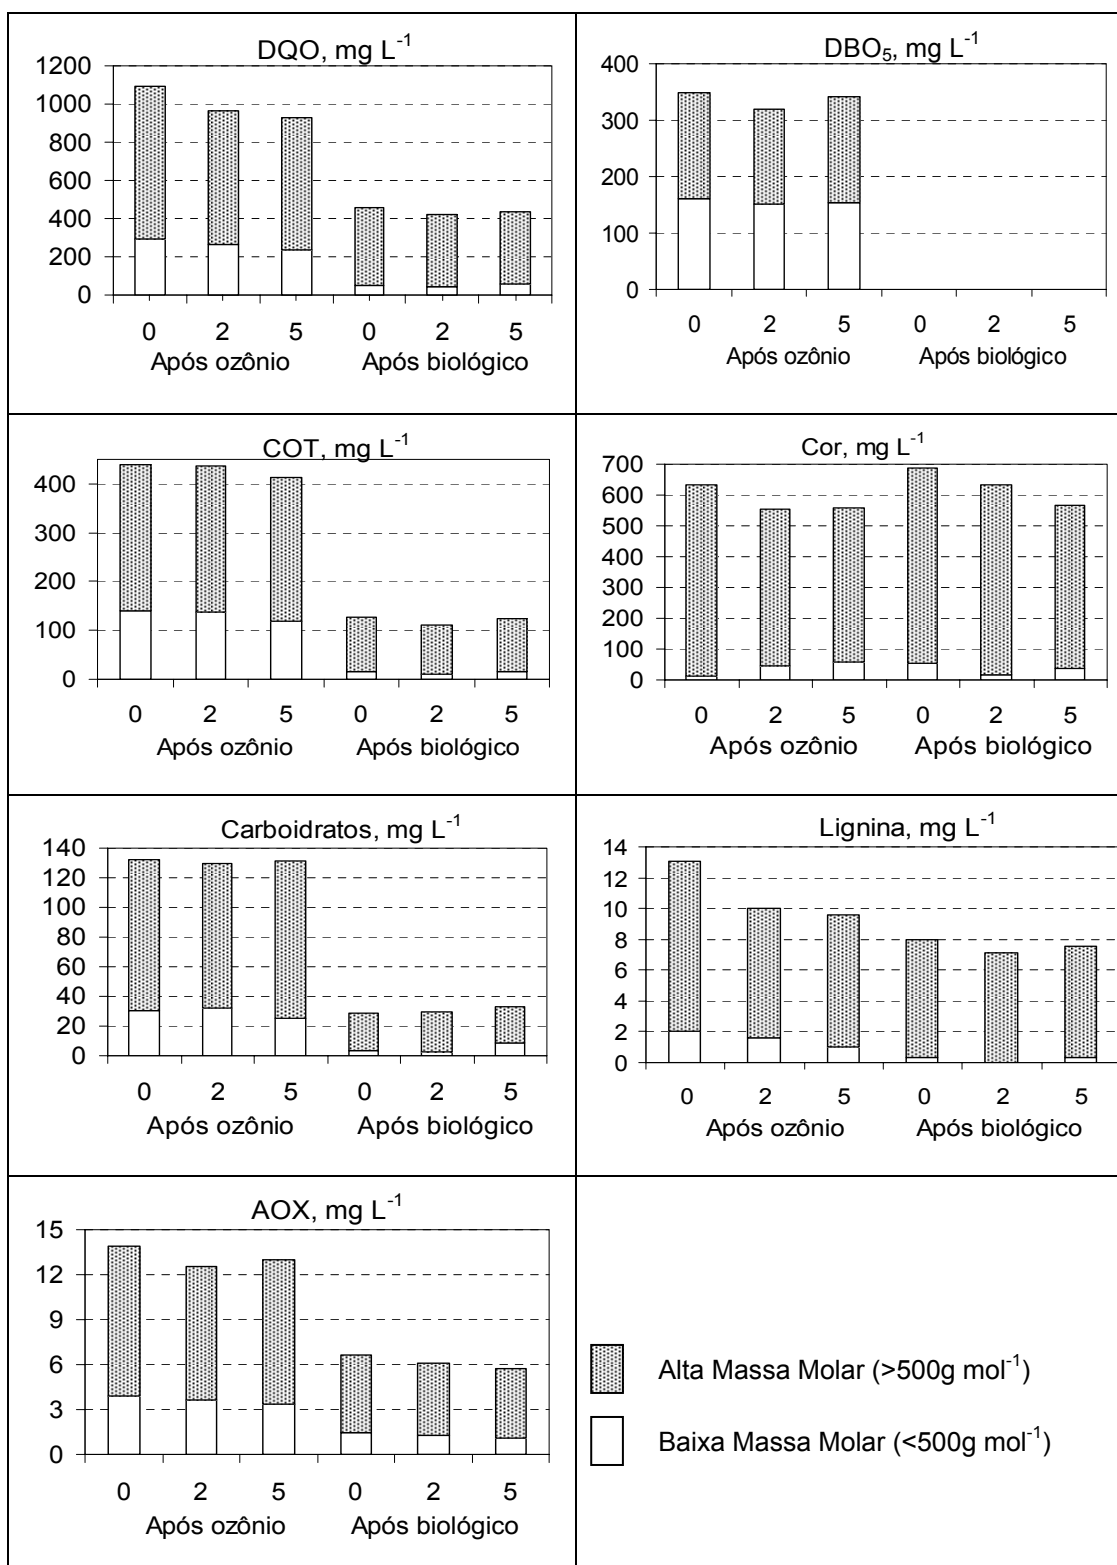 DQO, mg L⁻¹
1200
1000
800
600
400
200
0
0 2 5 0 2 5
Após ozônio Após biológico
DBO₅, mg L⁻¹
400
300
200
100
0
0 2 5 0 2 5
Após ozônio Após biológico
COT, mg L⁻¹
400
300
200
100
0
0 2 5 0 2 5
Após ozônio Após biológico
Cor, mg L⁻¹
700
600
500
400
300
200
100
0
0 2 5 0 2 5
Após ozônio Após biológico
Carboidratos, mg L⁻¹
140
120
100
80
60
40
20
0
0 2 5 0 2 5
Após ozônio Após biológico
Lignina, mg L⁻¹
14
12
10
8
6
4
2
0
0 2 5 0 2 5
Após ozônio Após biológico
AOX, mg L⁻¹
15
12
9
6
3
0
0 2 5 0 2 5
Após ozônio Após biológico
Alta Massa Molar (>500g mol⁻¹)
Baixa Massa Molar (<500g mol⁻¹)